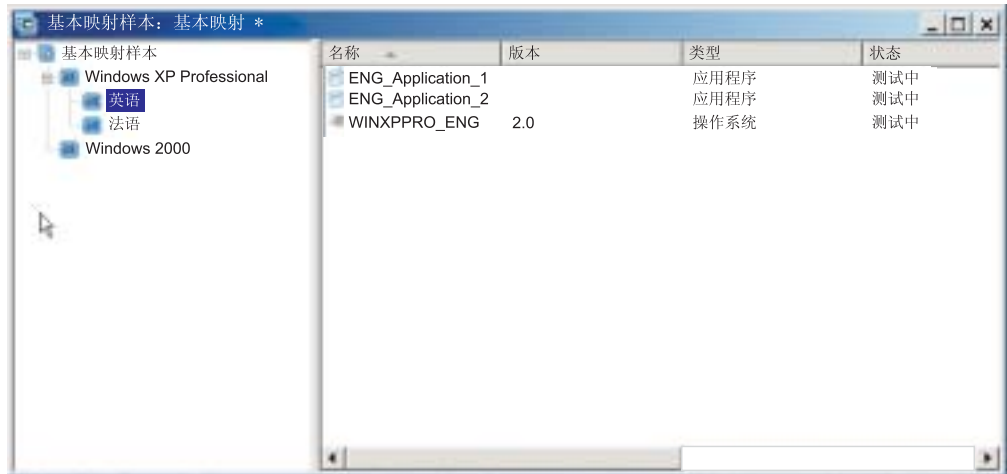 基本映射样本：基本映射 *
基本映射样本
Windows XP Professional
英语
法语
Windows 2000
名称 版本 类型 状态
ENG_Application_1 应用程序 测试中
ENG_Application_2 应用程序 测试中
WINXPPRO_ENG 2.0 操作系统 测试中